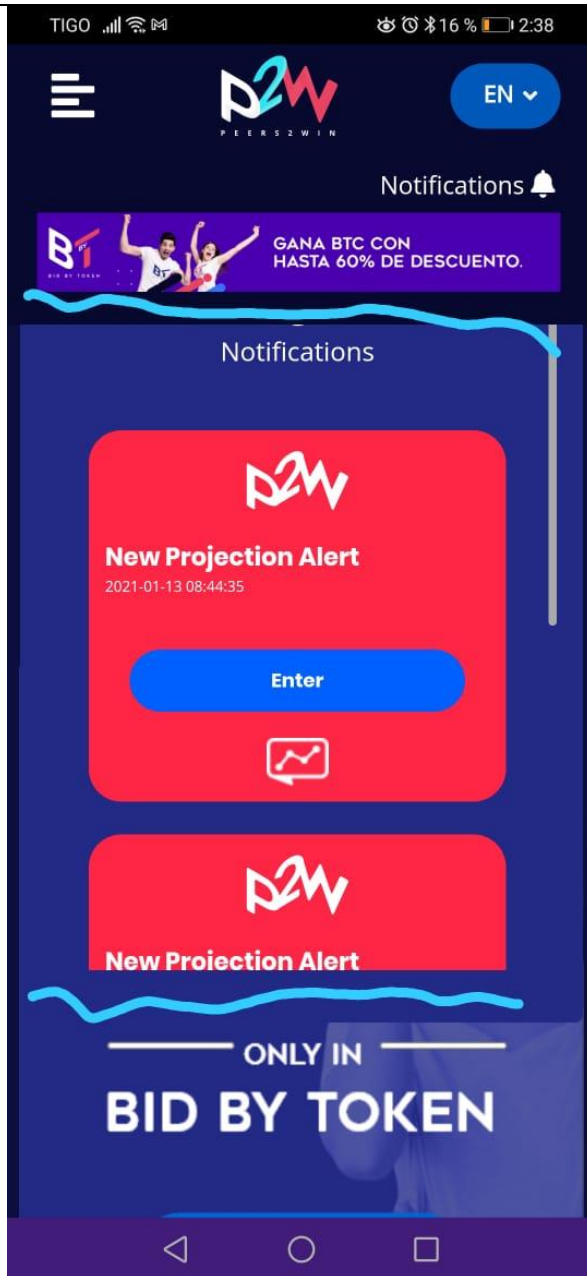 TIGO 16 % 2:38
P2W EN
PEERS2WIN
Notifications
BT BY GANA BTC CON
BID BY TOKEN HASTA 60% DE DESCUENTO.
Notifications
P2W
New Projection Alert
2021-01-13 08:44:35
Enter
P2W
New Projection Alert
ONLY IN
BID BY TOKEN